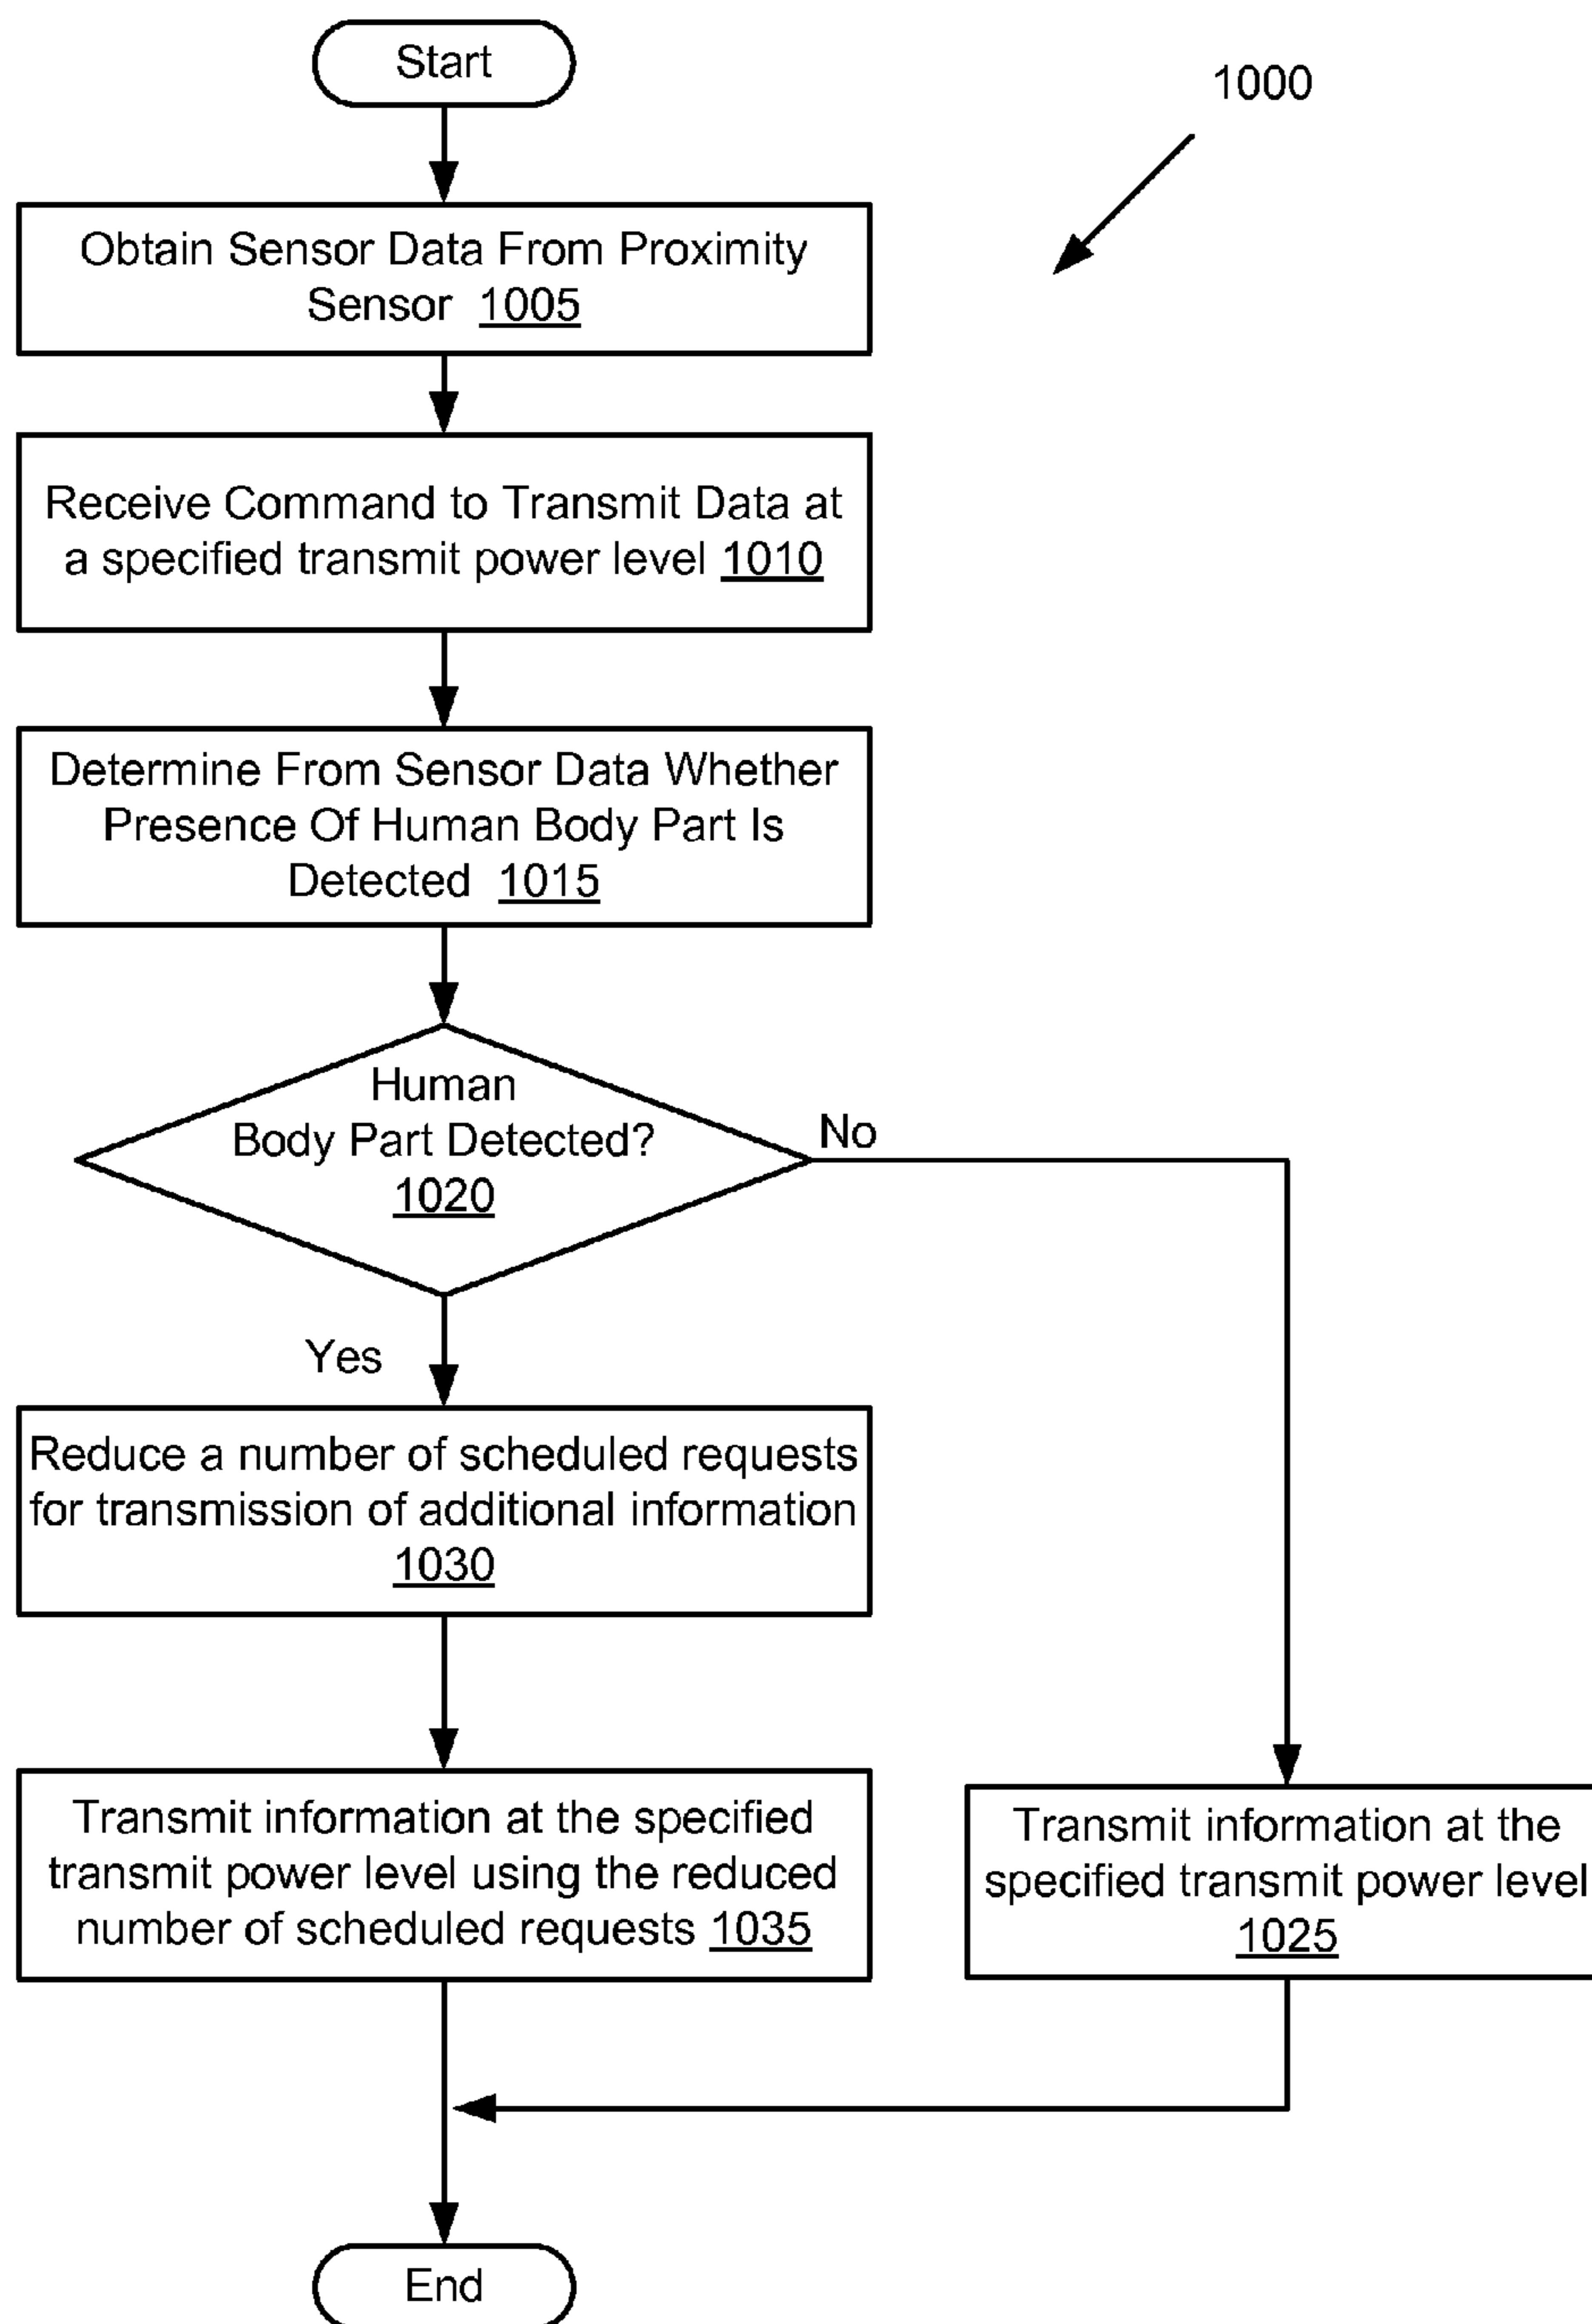 Start
1000
Obtain Sensor Data From Proximity
Sensor 1005
Receive Command to Transmit Data at
a specified transmit power level 1010
Determine From Sensor Data Whether
Presence Of Human Body Part Is
Detected 1015
Human
Body Part Detected?
1020
No
Yes
Reduce a number of scheduled requests
for transmission of additional information
1030
Transmit information at the specified
transmit power level using the reduced
number of scheduled requests 1035
Transmit information at the
specified transmit power level
1025
End